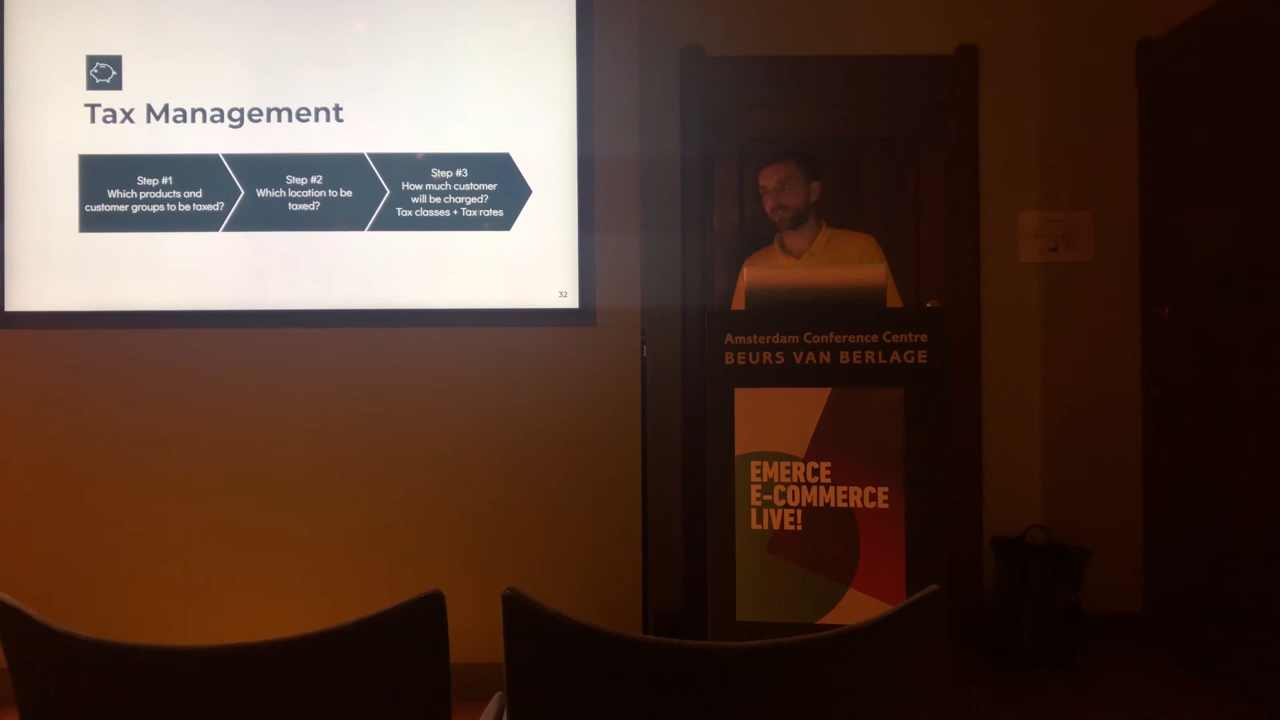 Tax Management
Step #1
Which products and
customer groups to be taxed?
Step #2
Which location to be
taxed?
Step #3
How much customer
will be charged?
Tax classes + Tax rates
32
Amsterdam Conference Centre
BEURS VAN BERLAGE
EMERCE
E-COMMERCE
LIVE!